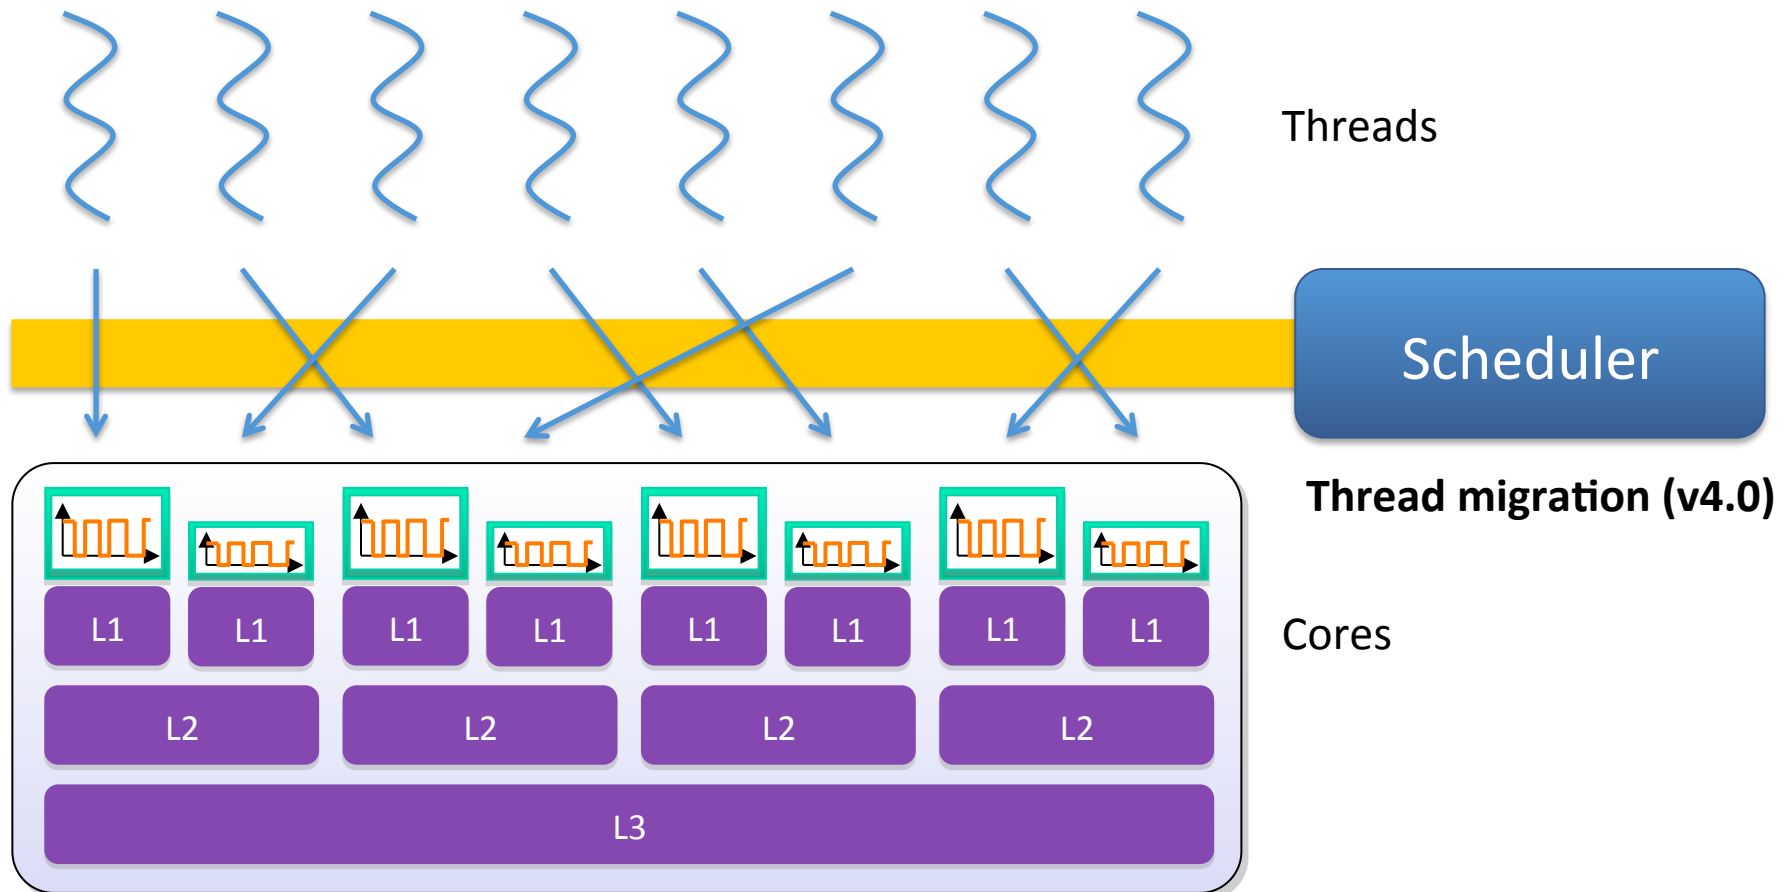 Threads
Scheduler
Thread migration (v4.0)
L1 L1 L1 L1 L1 L1 L1 L1
Cores
L2 L2 L2 L2
L3